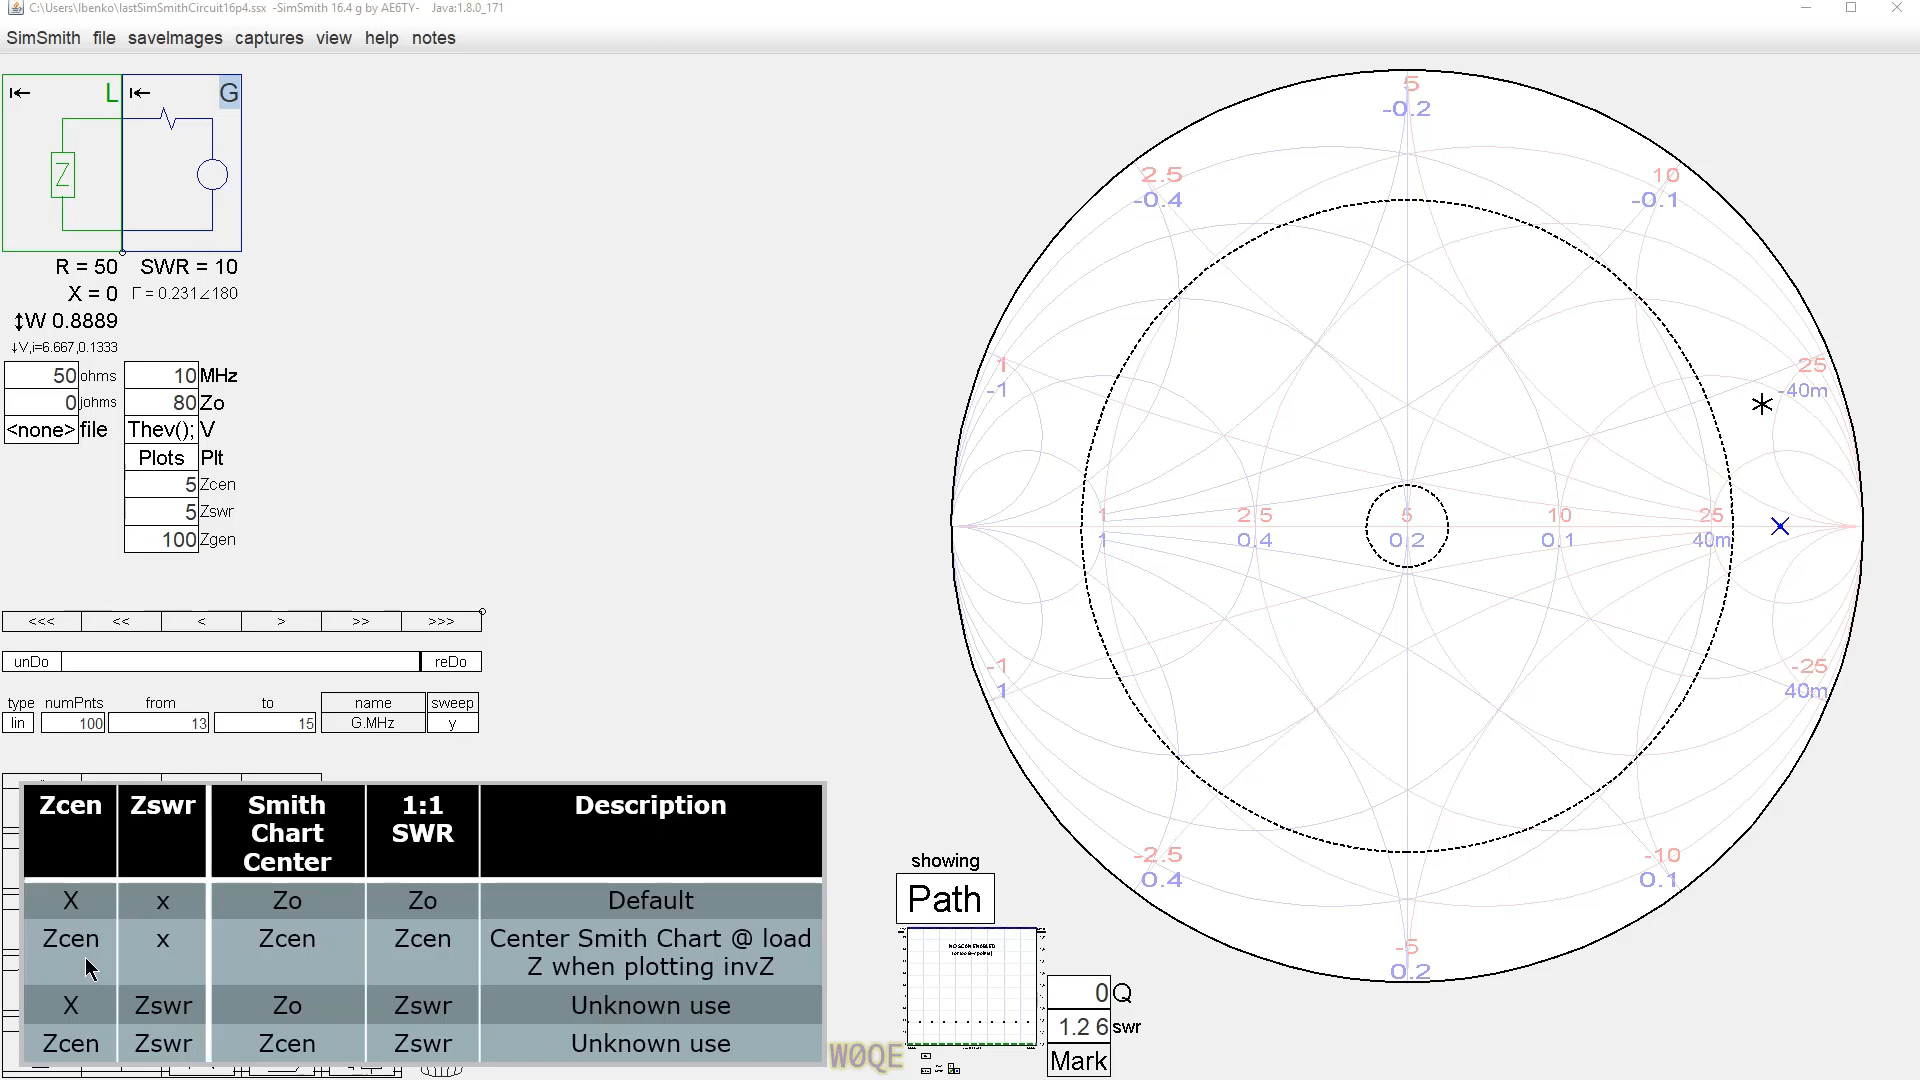 C:\Users\lbenko\lastSimSmithCircuit16p4.ssx -SimSmith 16.4 g by AE6TY- Java:1.8.0_171
SimSmith file saveImages captures view help notes
L G
Z
R = 50 SWR = 10
X = 0 Γ = 0.231∠180
↕W 0.8889
↓V,i=6.667,0.1333
50 ohms 10 MHz
0 johms 80 Zo
<none> file Thev(); V
Plots Plt
5 Zcen
5 Zswr
100 Zgen
<<< << < > >> >>>
unDo reDo
type numPnts from to name sweep
lin 100 13 15 G.MHz y
Zcen Zswr Smith Chart Center 1:1 SWR Description
X x Zo Zo Default
Zcen x Zcen Zcen Center Smith Chart @ load
Z when plotting invZ
X Zswr Zo Zswr Unknown use
Zcen Zswr Zcen Zswr Unknown use
W0QE
5
-0.2
2.5 10
-0.4 -0.1
1 25
-1 -40m
1 2.5 5 10 25
1 0.4 0.2 0.1 40m
-1 -25
1 40m
-2.5 -10
0.4 0.1
-5
0.2
showing
Path
0 Q
1.2 6 swr
Mark